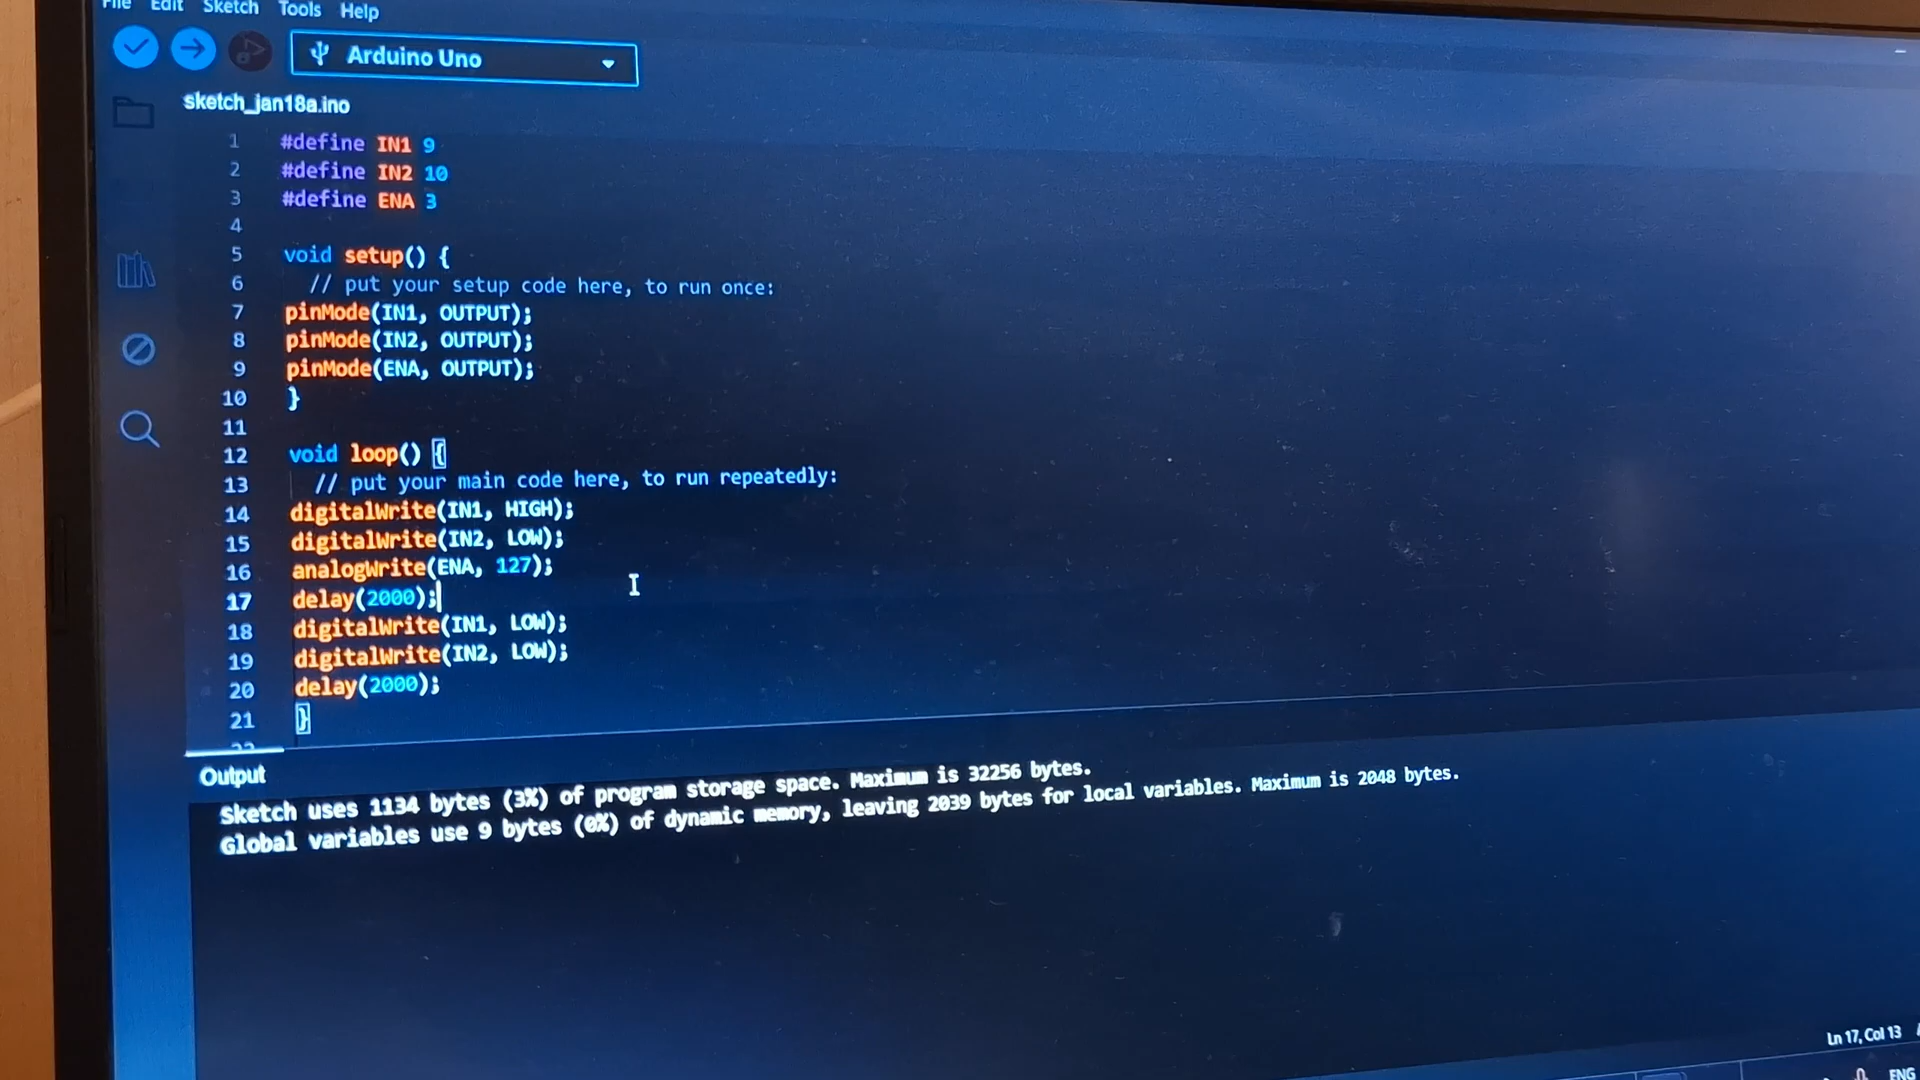 File Edit Sketch Tools Help
Arduino Uno
sketch_jan18a.ino
1 #define IN1 9
2 #define IN2 10
3 #define ENA 3
4
5 void setup() {
6 // put your setup code here, to run once:
7 pinMode(IN1, OUTPUT);
8 pinMode(IN2, OUTPUT);
9 pinMode(ENA, OUTPUT);
10 }
11
12 void loop() {
13 // put your main code here, to run repeatedly:
14 digitalWrite(IN1, HIGH);
15 digitalWrite(IN2, LOW);
16 analogWrite(ENA, 127);
17 delay(2000);
18 digitalWrite(IN1, LOW);
19 digitalWrite(IN2, LOW);
20 delay(2000);
21 }
22
Output
Sketch uses 1134 bytes (3%) of program storage space. Maximum is 32256 bytes.
Global variables use 9 bytes (0%) of dynamic memory, leaving 2039 bytes for local variables. Maximum is 2048 bytes.
Ln 17, Col 13
ENG